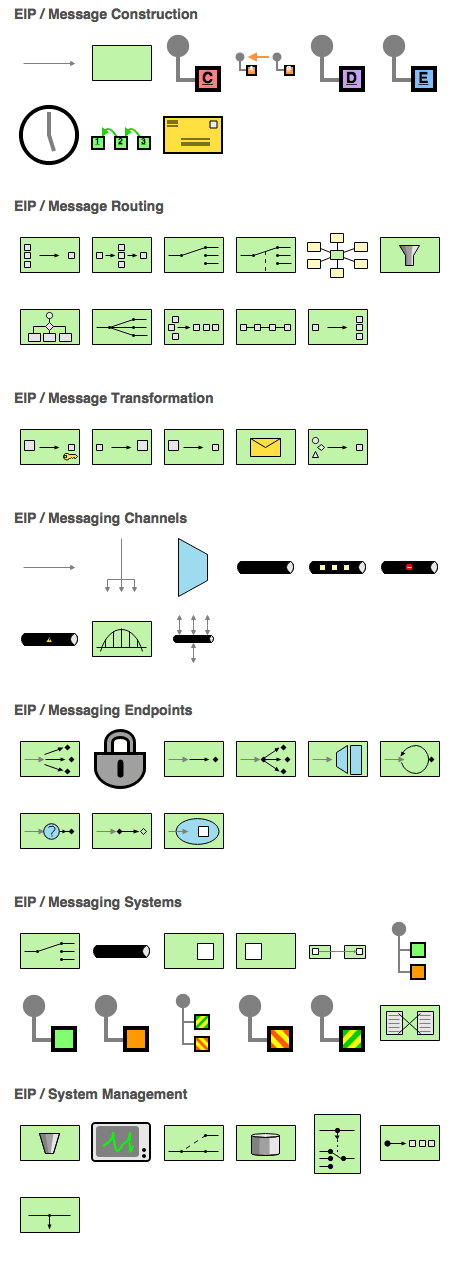 EIP / Message Construction
C
D
E
1 2 3
EIP / Message Routing
EIP / Message Transformation
EIP / Messaging Channels
EIP / Messaging Endpoints
?
EIP / Messaging Systems
EIP / System Management